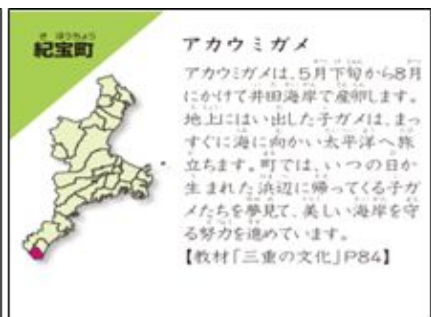 きほうちょう
紀宝町
アカウミガメ
アカウミガメは、5月下旬から8月
にかけて井田海岸で産卵します。
地上にはい出した子ガメは、まっ
すぐに海に向かい太平洋へ旅
立ちます。町では、いつの日か
生まれた浜辺に帰ってくる子ガ
メたちを夢見て、美しい海岸を守
る努力を進めています。
【教材「三重の文化」P84】